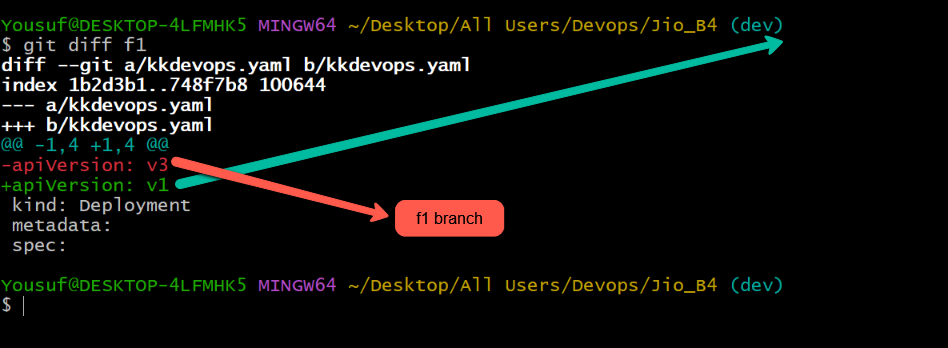 Yousuf@DESKTOP-4LFMHK5 MINGW64 ~/Desktop/All Users/Devops/Jio_B4 (dev)
$ git diff f1
diff --git a/kkdevops.yaml b/kkdevops.yaml
index 1b2d3b1..748f7b8 100644
--- a/kkdevops.yaml
+++ b/kkdevops.yaml
@@ -1,4 +1,4 @@
-apiVersion: v3
+apiVersion: v1
 kind: Deployment
 metadata:
 spec:
f1 branch
Yousuf@DESKTOP-4LFMHK5 MINGW64 ~/Desktop/All Users/Devops/Jio_B4 (dev)
$